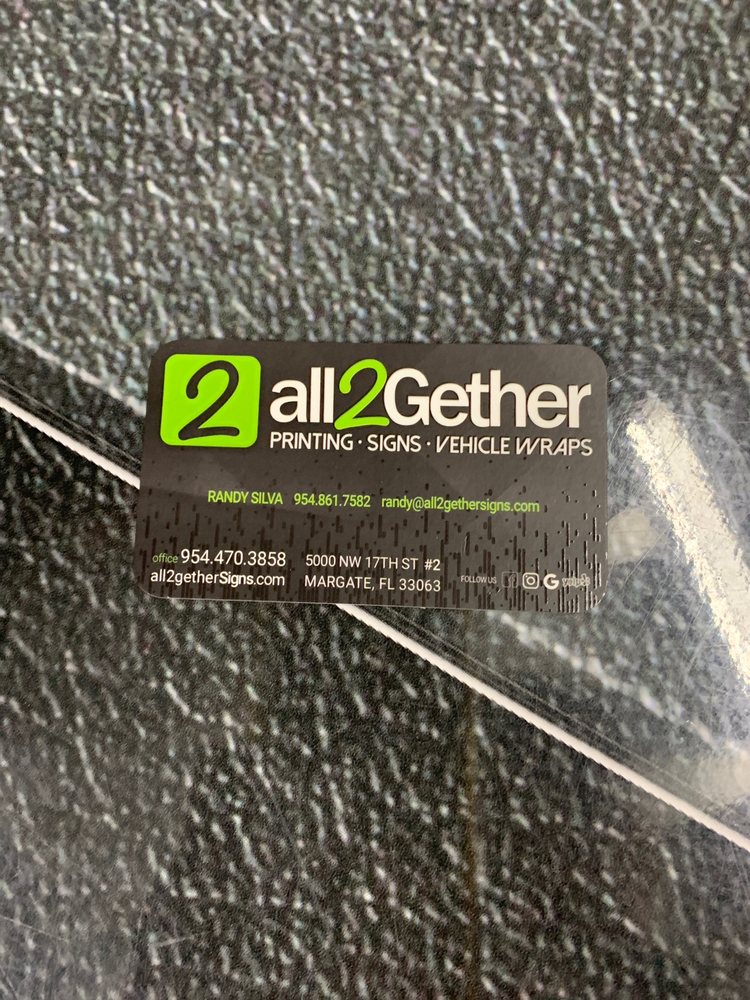 2 all2Gether
PRINTING · SIGNS · VEHICLE WRAPS
RANDY SILVA 954.861.7582 randy@all2gethersigns.com
office 954.470.3858
all2getherSigns.com
5000 NW 17TH ST #2
MARGATE, FL 33063
FOLLOW US f G yelp